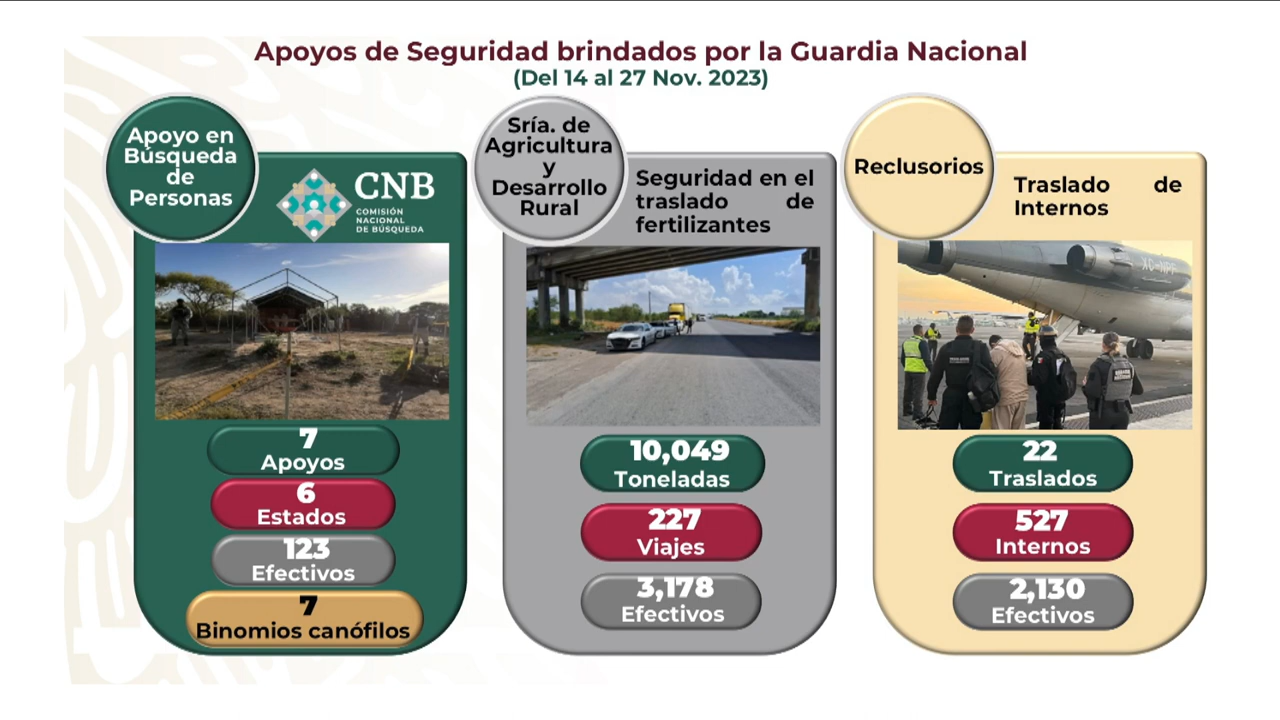 Apoyos de Seguridad brindados por la Guardia Nacional
(Del 14 al 27 Nov. 2023)
Apoyo en
Búsqueda
de
Personas
CNB
COMISIÓN
NACIONAL
DE BÚSQUEDA
7
Apoyos
6
Estados
123
Efectivos
7
Binomios canófilos
Sría. de
Agricultura
y
Desarrollo
Rural
Seguridad en el
traslado de
fertilizantes
10,049
Toneladas
227
Viajes
3,178
Efectivos
Reclusorios
Traslado de
Internos
XC-NPF
22
Traslados
527
Internos
2,130
Efectivos